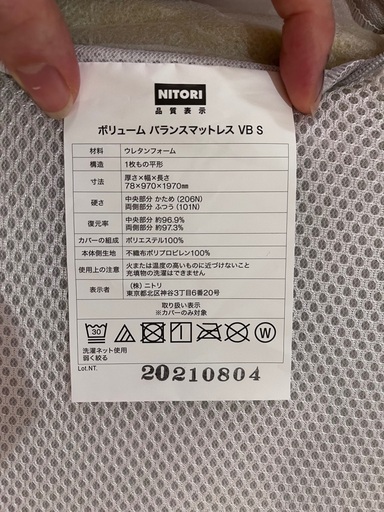 NITORI
品質表示
ボリューム バランスマットレス VB S
材料 ウレタンフォーム
構造 1枚もの平形
寸法 厚さ×幅×長さ
78×970×1970㎜
硬さ 中央部分 かため (206N)
両側部分 ふつう (101N)
復元率 中央部分 約96.9%
両側部分 約97.3%
カバーの組成 ポリエステル100%
本体側生地 不織布ポリプロピレン100%
使用上の注意 火または温度の高いものに近づけないこと
充填物の洗濯はできません
表示者 (株) ニトリ
東京都北区神谷3丁目6番20号
取り扱い表示
※カバーのみ対象
30 W
洗濯ネット使用
弱く絞る
Lot.NT. 20210804